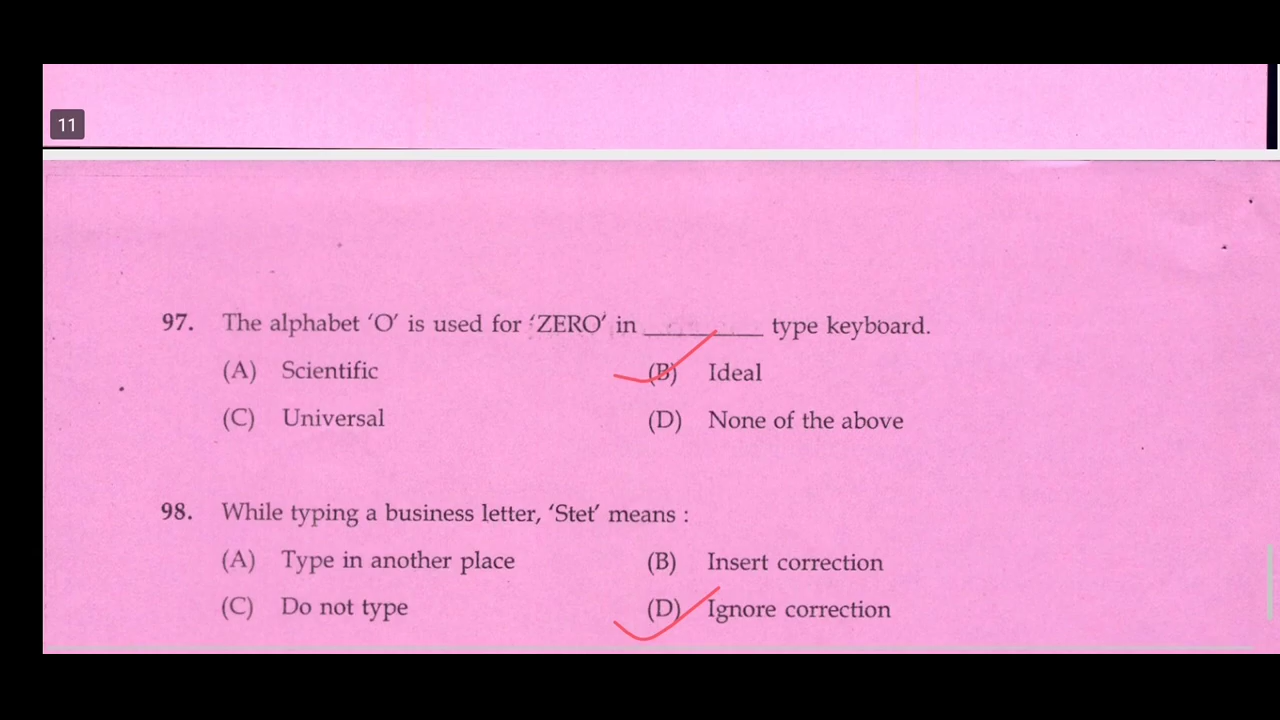 11
97. The alphabet ‘O’ is used for ‘ZERO’ in ________ type keyboard.
(A) Scientific (B) Ideal
(C) Universal (D) None of the above
98. While typing a business letter, ‘Stet’ means :
(A) Type in another place (B) Insert correction
(C) Do not type (D) Ignore correction